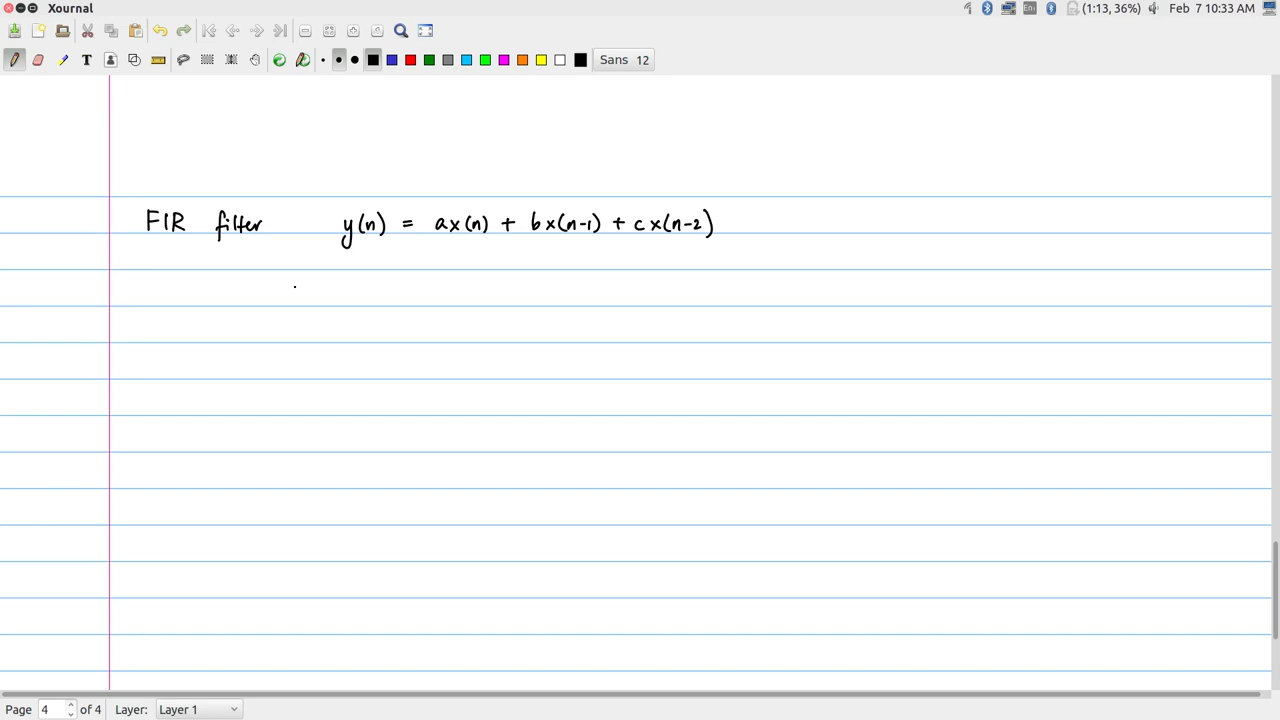 Xournal
(1:13, 36%)
Feb 7 10:33 AM
En
T
Sans 12
FIR filter y(n) = ax(n) + bx(n-1) + cx(n-2)
Page 4 of 4 Layer: Layer 1